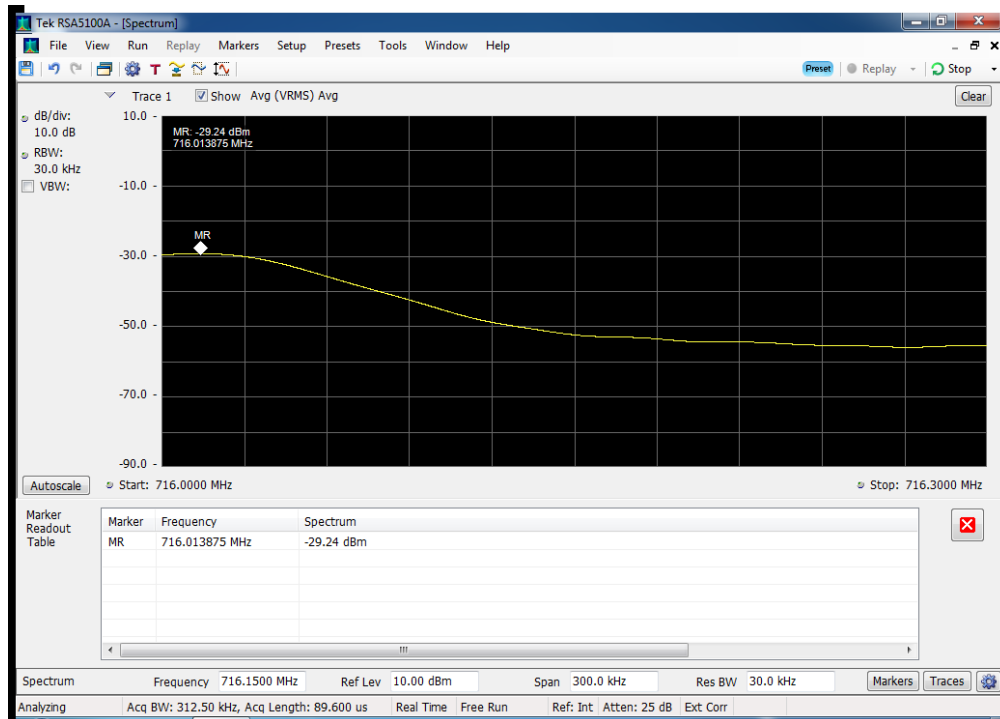 Tek RSA5100A - [Spectrum]
File View Run Replay Markers Setup Presets Tools Window Help
T Preset Replay Stop
Trace 1 Show Avg (VRMS) Avg Clear
dB/div:
10.0 dB
RBW:
30.0 kHz
VBW:
10.0
MR: -29.24 dBm
716.013875 MHz
-10.0
MR
-30.0
-50.0
-70.0
-90.0
Autoscale Start: 716.0000 MHz Stop: 716.3000 MHz
Marker
Readout
Table
Marker Frequency Spectrum
MR 716.013875 MHz -29.24 dBm
Spectrum Frequency 716.1500 MHz Ref Lev 10.00 dBm Span 300.0 kHz Res BW 30.0 kHz Markers Traces
Analyzing Acq BW: 312.50 kHz, Acq Length: 89.600 us Real Time Free Run Ref: Int Atten: 25 dB Ext Corr